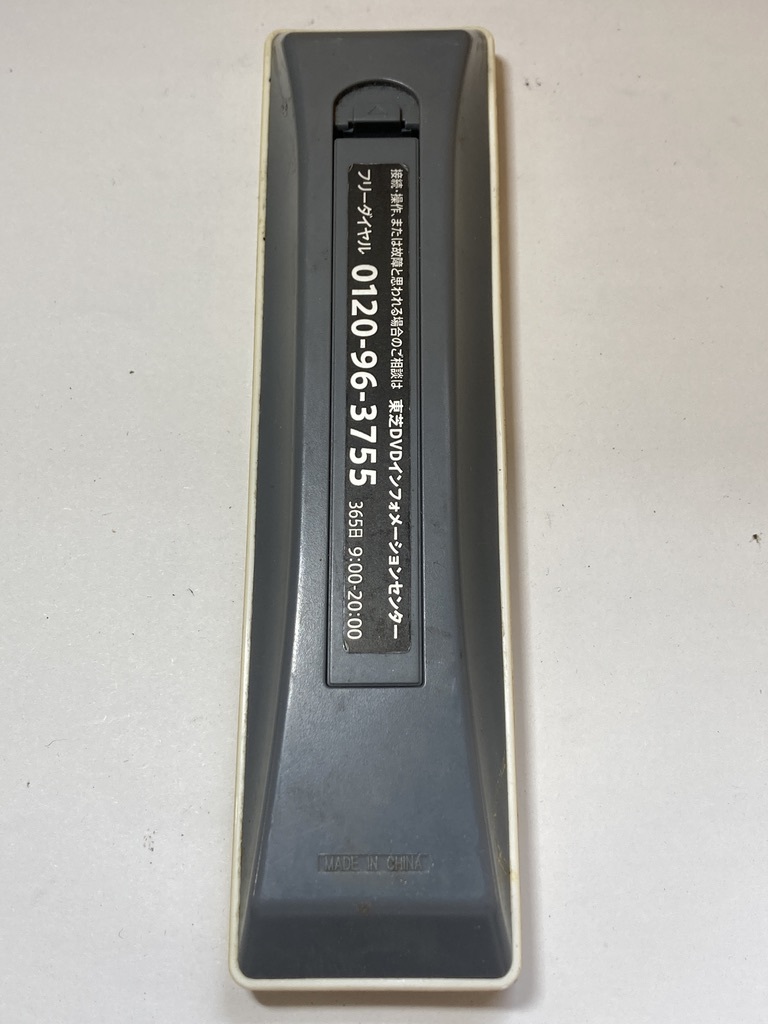 接続・操作、または故障と思われる場合のご相談は 東芝DVDインフォメーションセンター
フリーダイヤル 0120-96-3755 365日 9:00-20:00
MADE IN CHINA